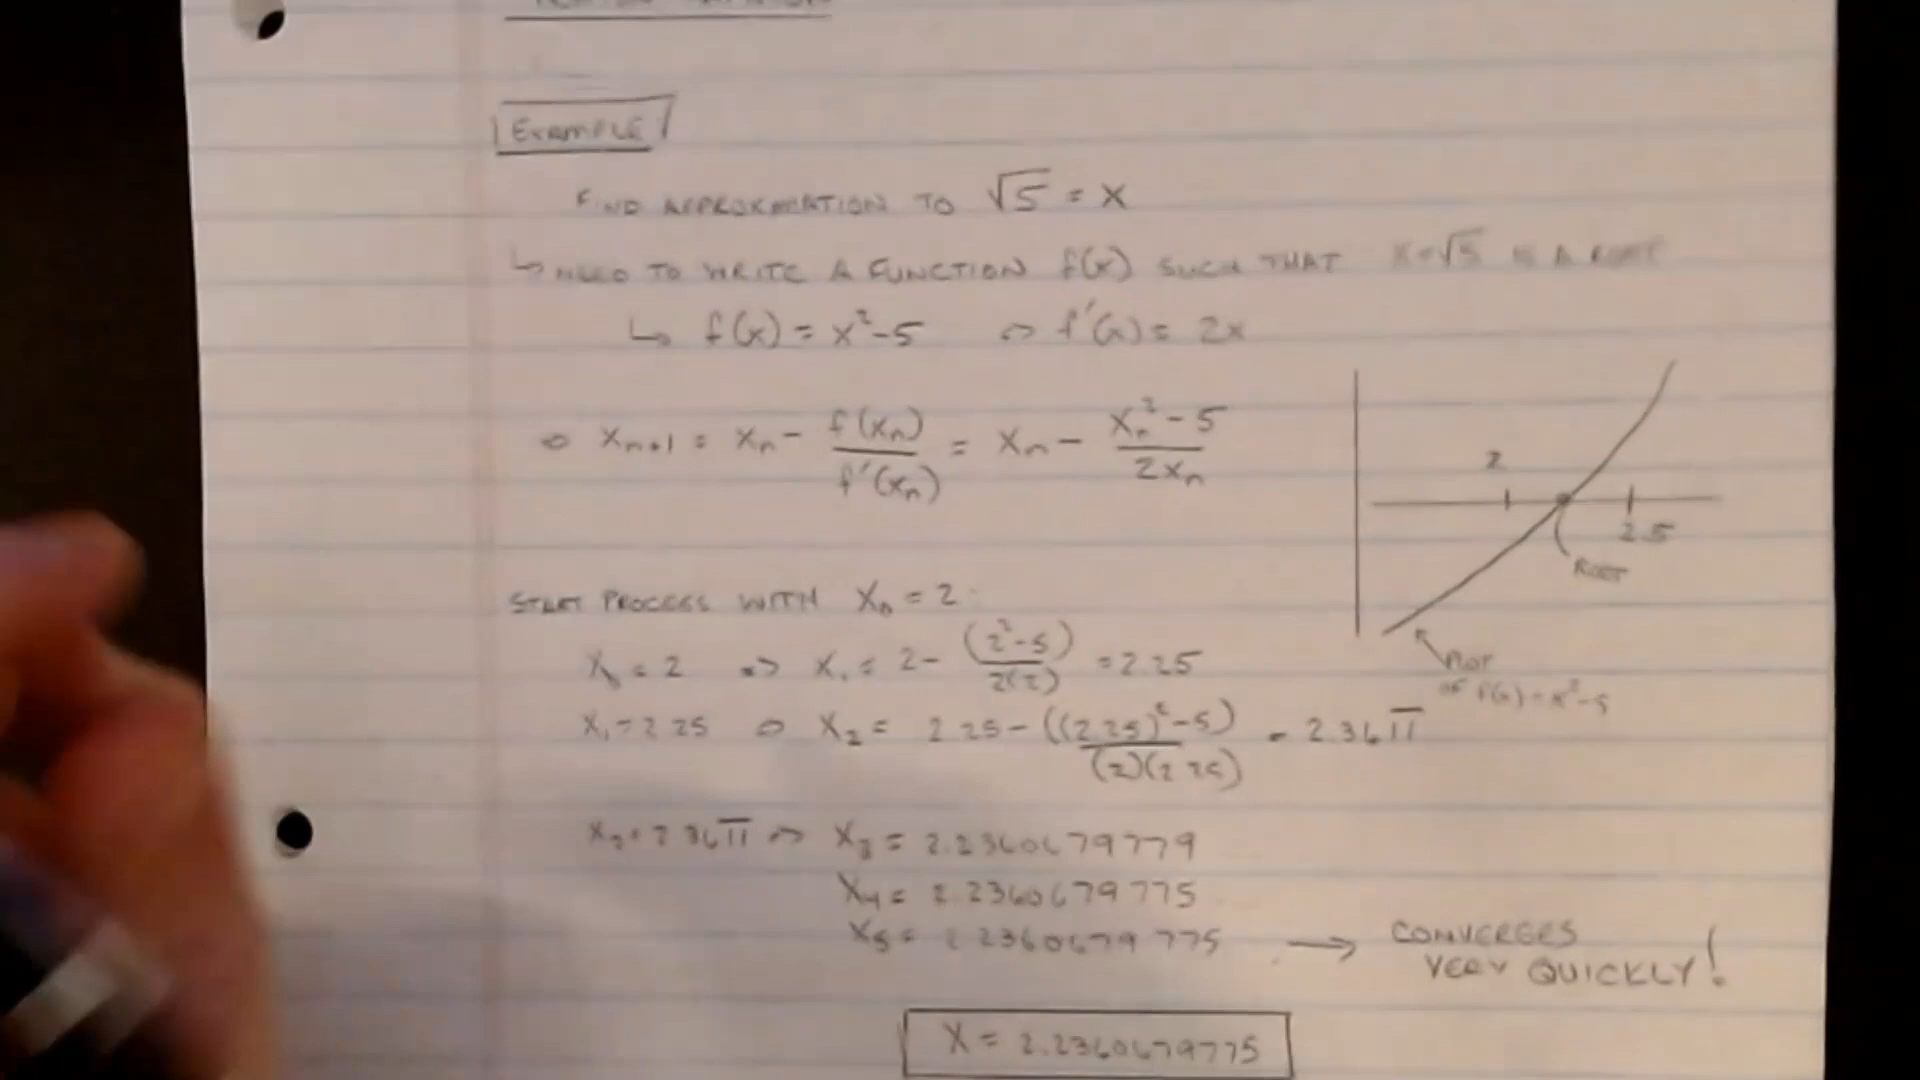 Example
FIND APPROXIMATION TO √5 = X
↳ NEED TO WRITE A FUNCTION f(x) SUCH THAT X=√5 IS A ROOT
↳ f(x) = x²-5 ⇒ f'(x) = 2x
⇒ Xn+1 = Xn - f(xn)/f'(xn) = Xn - (Xn²-5)/2xn
2
2.5
ROOT
PLOT
OF f(x) = x²-5
START PROCESS WITH X₀ = 2
X₀ = 2 ⇒ X₁ = 2 - (2²-5)/2(2) = 2.25
X₁ = 2.25 ⇒ X₂ = 2.25 - ((2.25)²-5)/(2)(2.25) = 2.3611̅
X₂ = 2.3611̅ ⇒ X₃ = 2.2360679779
X₄ = 2.2360679775
X₅ = 2.2360679775 → CONVERGES
VERY QUICKLY!
X = 2.2360679775